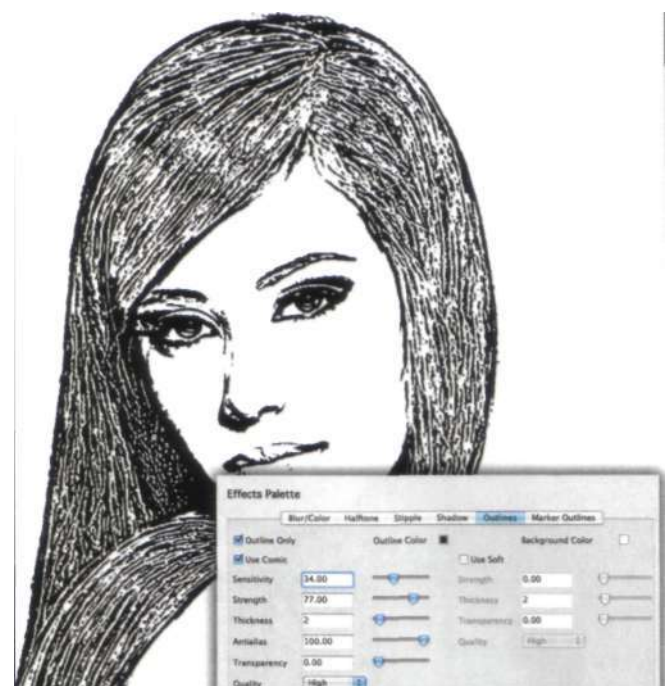 Effects Palette
Blur/Color Halftone Stipple Shadow Outlines Marker Outlines
Outline Only Outline Color Background Color
Use Comic Use Soft
Sensitivity 34.00 Strength 0.00
Strength 77.00 Thickness 2
Thickness 2 Transparency 0.00
Antialias 100.00 Quality High
Transparency 0.00
Quality High